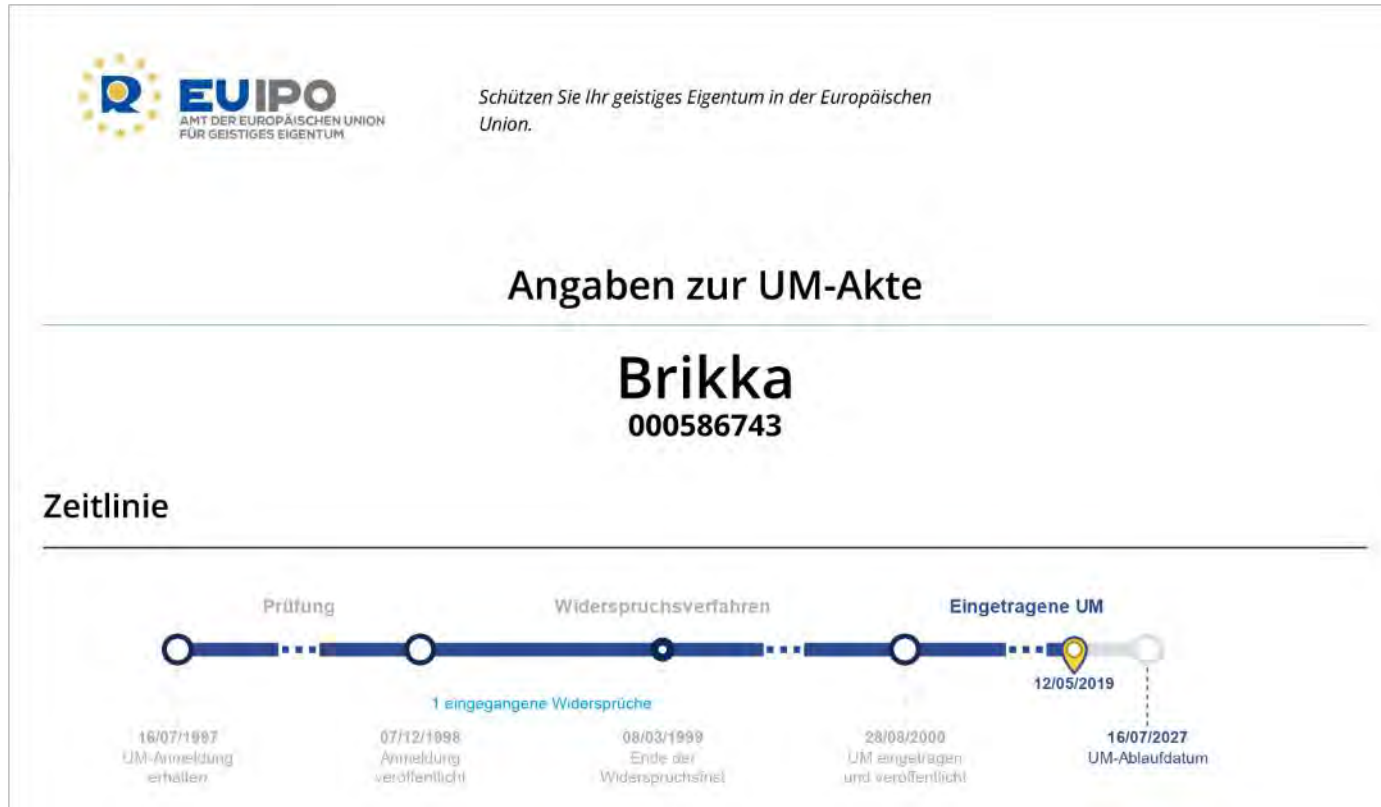 EUIPO
AMT DER EUROPÄISCHEN UNION
FÜR GEISTIGES EIGENTUM
Schützen Sie Ihr geistiges Eigentum in der Europäischen
Union.
Angaben zur UM-Akte
Brikka
000586743
Zeitlinie
Prüfung
Widerspruchsverfahren
Eingetragene UM
12/05/2019
1 eingegangene Widersprüche
16/07/1997
UM-Anmeldung
erhalten
07/12/1998
Anmeldung
veröffentlicht
08/03/1999
Ende der
Widerspruchsfrist
28/08/2000
UM eingetragen
und veröffentlicht
16/07/2027
UM-Ablaufdatum